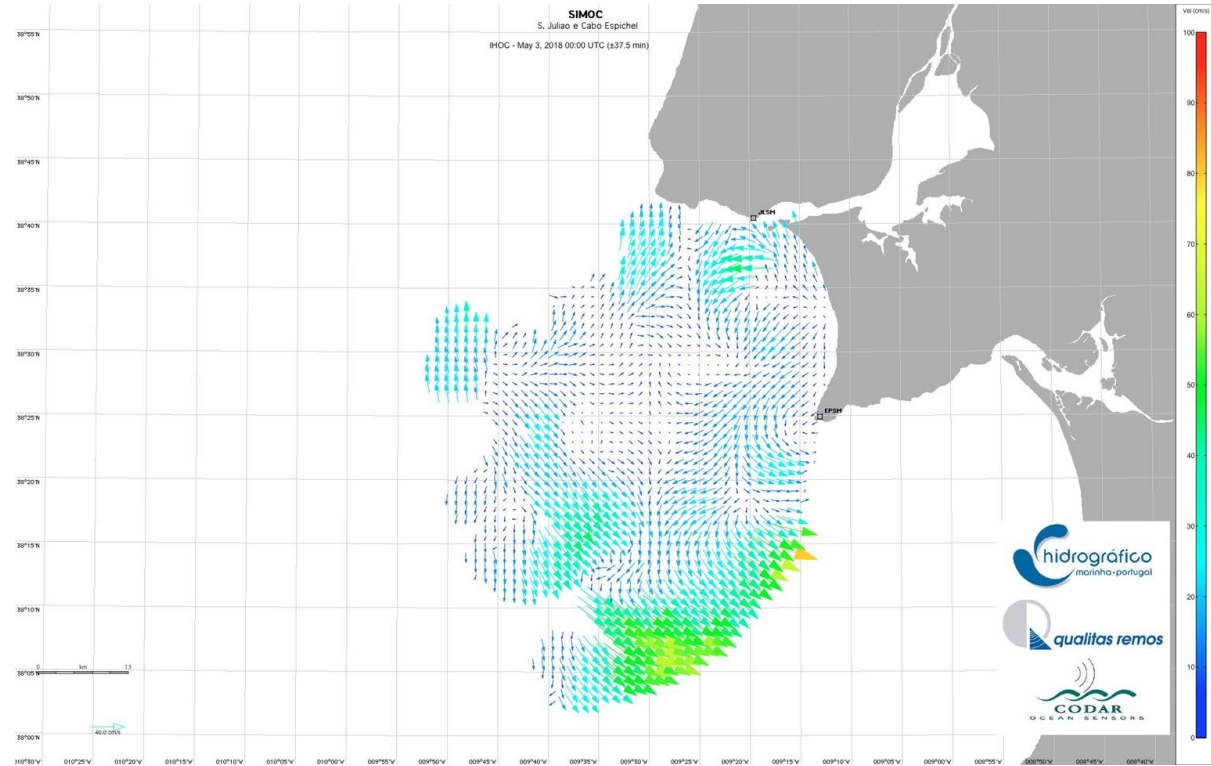 SIMOC
S. Juliao e Cabo Espichel
IHOC - May 3, 2018 00:00 UTC (±37.5 min)
Vel (cm/s)
100
90
80
70
60
50
40
30
20
10
0
38°55'N
38°50'N
38°45'N
38°40'N
38°35'N
38°30'N
38°25'N
38°20'N
38°15'N
38°10'N
38°05'N
38°00'N
JLSM
EPSM
hidrográfico
marinha•portugal
qualitas remos
CODAR
OCEAN SENSORS
0 km 13
40.0 cm/s
010°30'W 010°25'W 010°20'W 010°15'W 010°10'W 010°05'W 010°00'W 009°55'W 009°50'W 009°45'W 009°40'W 009°35'W 009°30'W 009°25'W 009°20'W 009°15'W 009°10'W 009°05'W 009°00'W 008°55'W 008°50'W 008°45'W 008°40'W